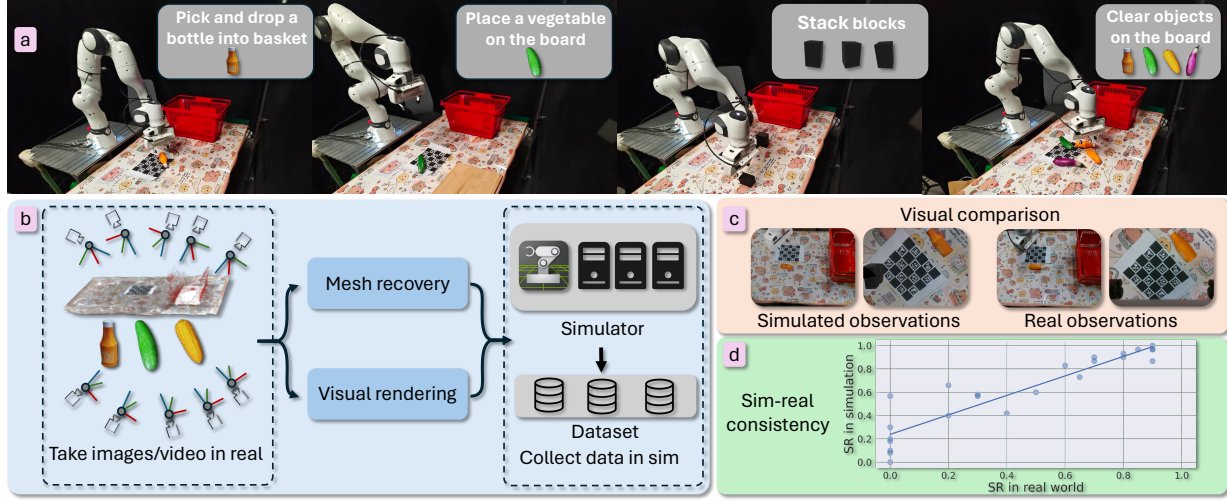 a
Pick and drop a
bottle into basket
Place a vegetable
on the board
Stack blocks
Clear objects
on the board
b
Mesh recovery
Visual rendering
Take images/video in real
Simulator
Dataset
Collect data in sim
c
Visual comparison
Simulated observations
Real observations
d
Sim-real
consistency
SR in simulation
1.0
0.8
0.6
0.4
0.2
0.0
0.0 0.2 0.4 0.6 0.8 1.0
SR in real world